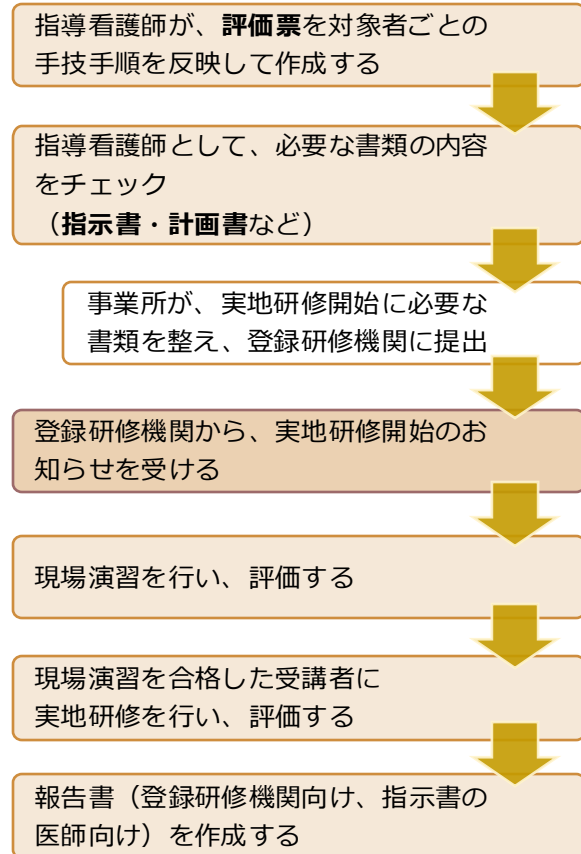 指導看護師が、評価票を対象者ごとの
手技手順を反映して作成する
指導看護師として、必要な書類の内容
をチェック
（指示書・計画書など）
事業所が、実地研修開始に必要な
書類を整え、登録研修機関に提出
登録研修機関から、実地研修開始のお
知らせを受ける
現場演習を行い、評価する
現場演習を合格した受講者に
実地研修を行い、評価する
報告書（登録研修機関向け、指示書の
医師向け）を作成する